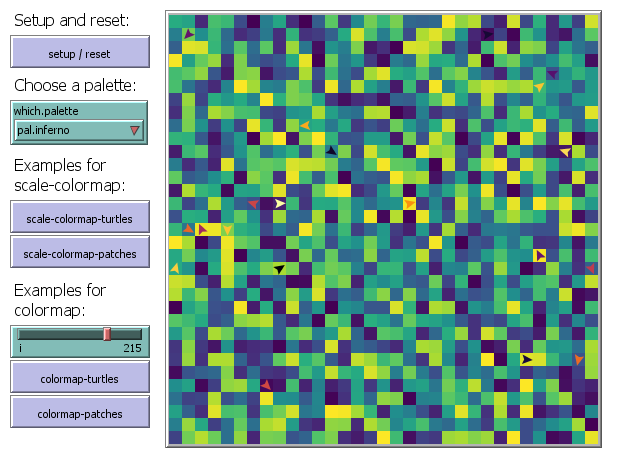 Setup and reset:
setup / reset
Choose a palette:
which.palette
pal.inferno
Examples for
scale-colormap:
scale-colormap-turtles
scale-colormap-patches
Examples for
colormap:
i 215
colormap-turtles
colormap-patches